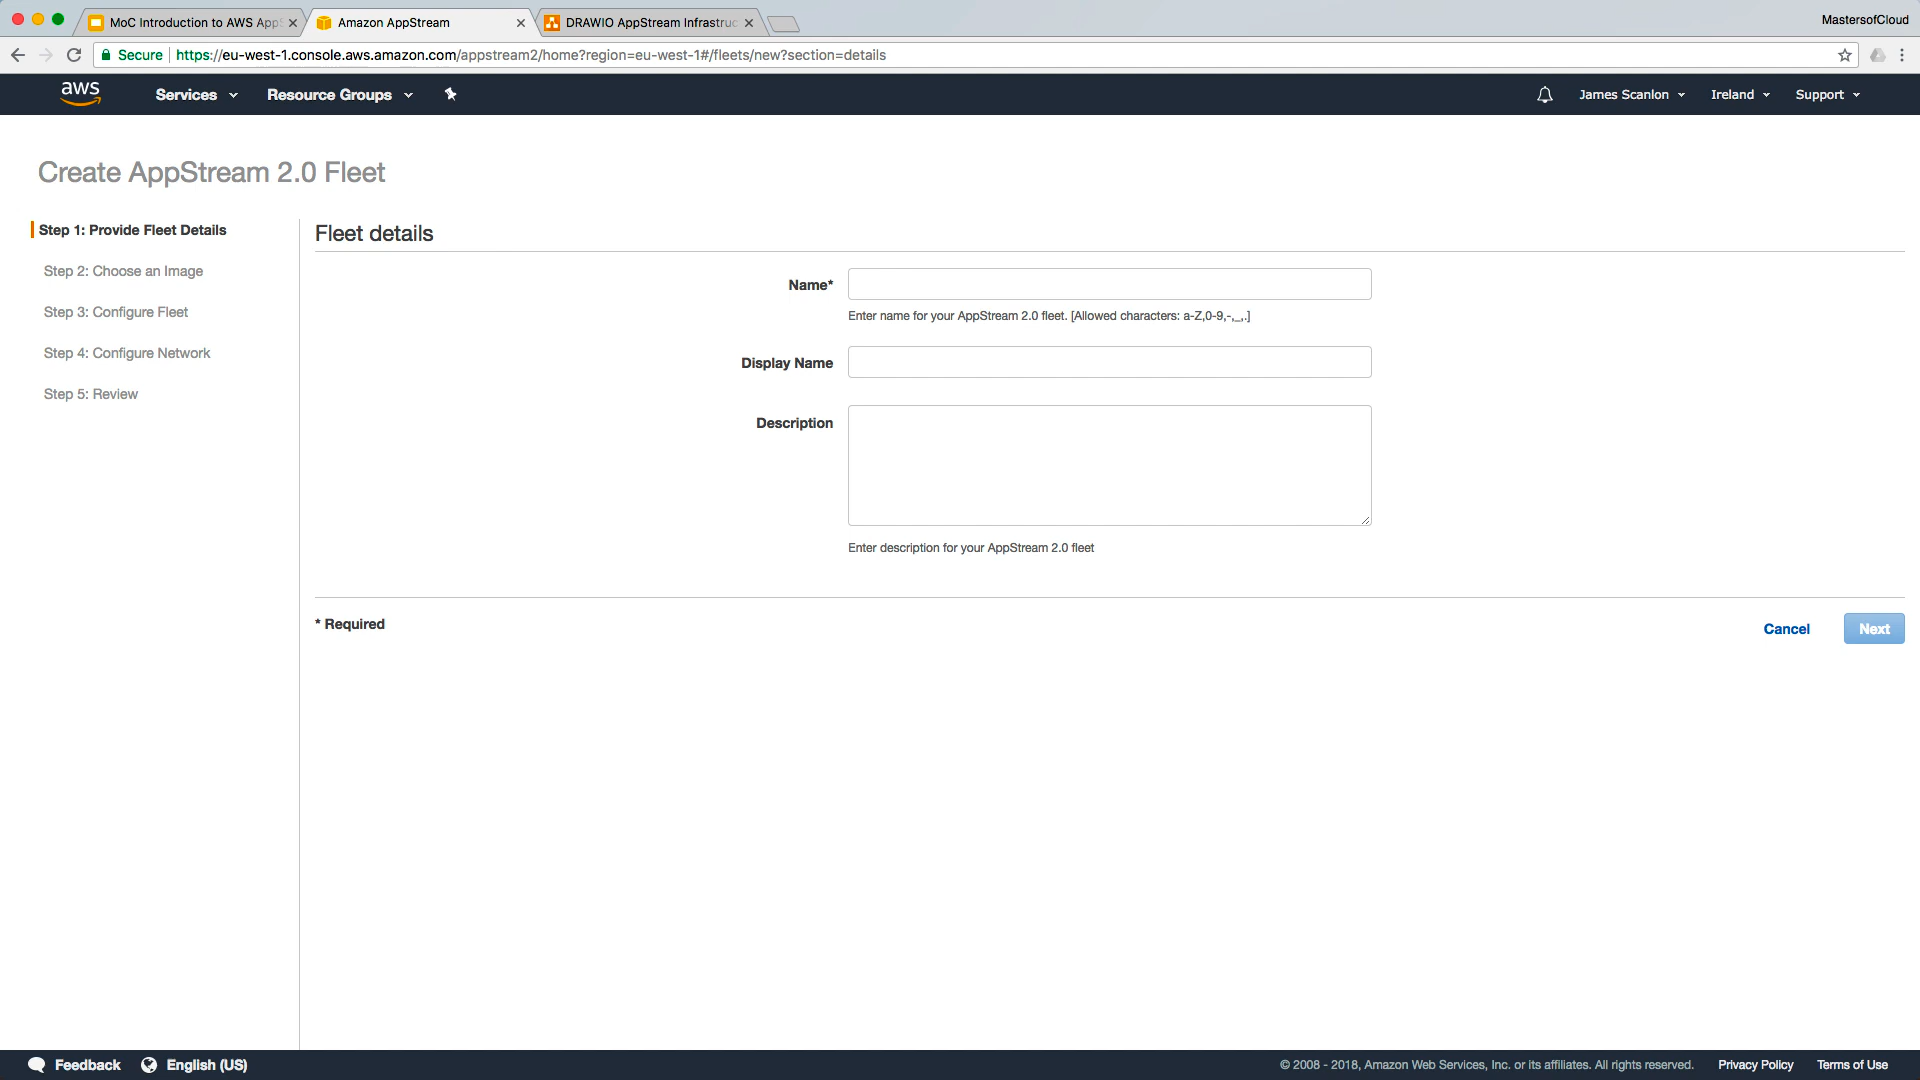 MoC Introduction to AWS AppS
Amazon AppStream
DRAWIO AppStream Infrastruc
MastersofCloud
Secure
https://eu-west-1.console.aws.amazon.com/appstream2/home?region=eu-west-1#/fleets/new?section=details
aws
Services
Resource Groups
James Scanlon
Ireland
Support
Create AppStream 2.0 Fleet
Step 1: Provide Fleet Details
Step 2: Choose an Image
Step 3: Configure Fleet
Step 4: Configure Network
Step 5: Review
Fleet details
Name*
Enter name for your AppStream 2.0 fleet. [Allowed characters: a-Z,0-9,-,_,.]
Display Name
Description
Enter description for your AppStream 2.0 fleet
* Required
Cancel
Next
Feedback
English (US)
© 2008 - 2018, Amazon Web Services, Inc. or its affiliates. All rights reserved.
Privacy Policy
Terms of Use